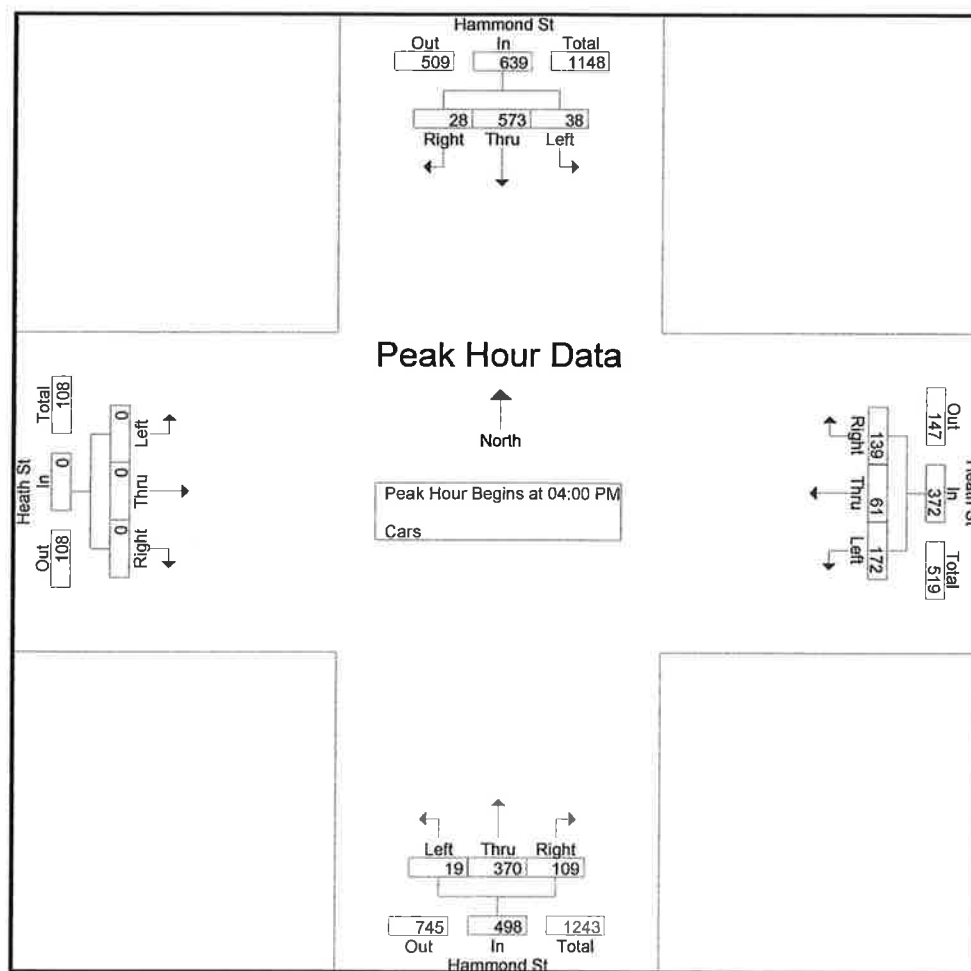 Hammond St
Out In Total
509 639 1148
28 573 38
Right Thru Left
Peak Hour Data
North
Peak Hour Begins at 04:00 PM
Cars
Heath St
Total In Out
108 0 108
0 0 0
Left Thru Right
Right Thru Left
139 61 172
Out In Total
147 372 519
Heath St
Left Thru Right
19 370 109
745 498 1243
Out In Total
Hammond St